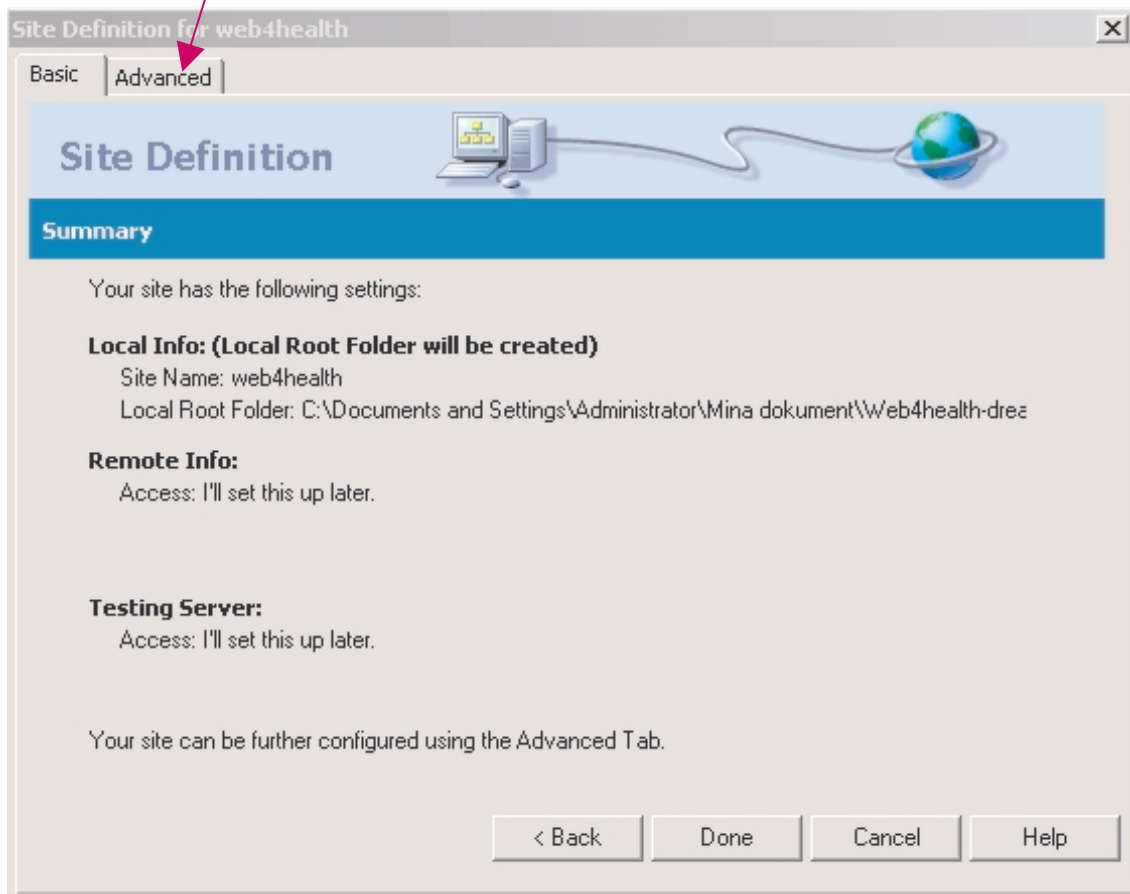 Site Definition for web4health
Basic
Advanced
Site Definition
Summary
Your site has the following settings:
Local Info: (Local Root Folder will be created)
Site Name: web4health
Local Root Folder: C:\Documents and Settings\Administrator\Mina dokument\Web4health-drea
Remote Info:
Access: I'll set this up later.
Testing Server:
Access: I'll set this up later.
Your site can be further configured using the Advanced Tab.
< Back
Done
Cancel
Help